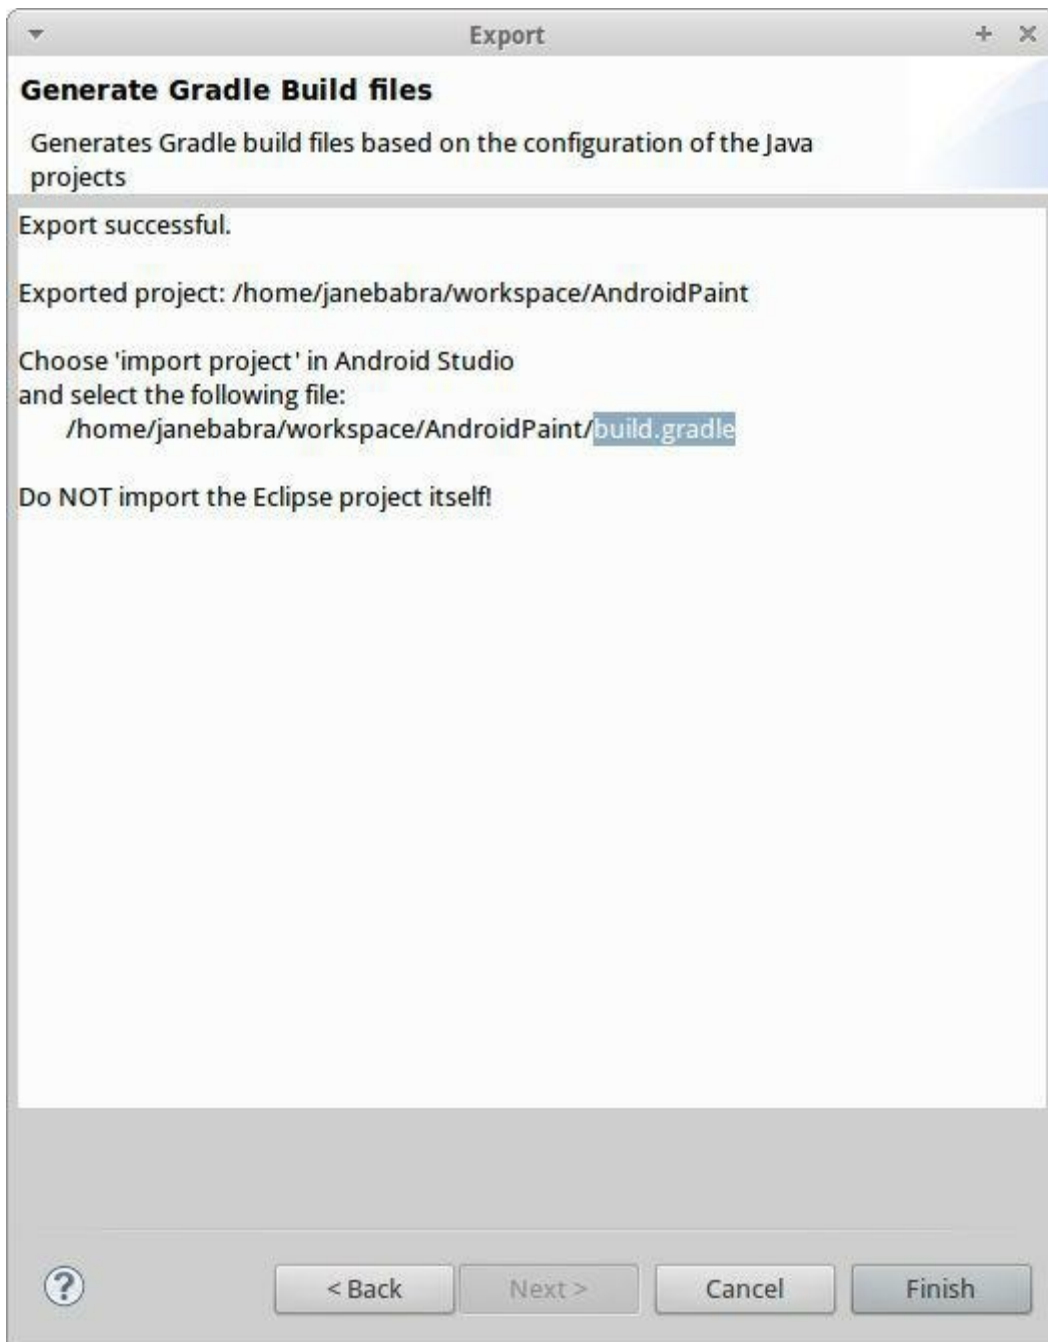 Export
Generate Gradle Build files
Generates Gradle build files based on the configuration of the Java
projects
Export successful.
Exported project: /home/janebabra/workspace/AndroidPaint
Choose 'import project' in Android Studio
and select the following file:
/home/janebabra/workspace/AndroidPaint/build.gradle
Do NOT import the Eclipse project itself!
? < Back Next > Cancel Finish